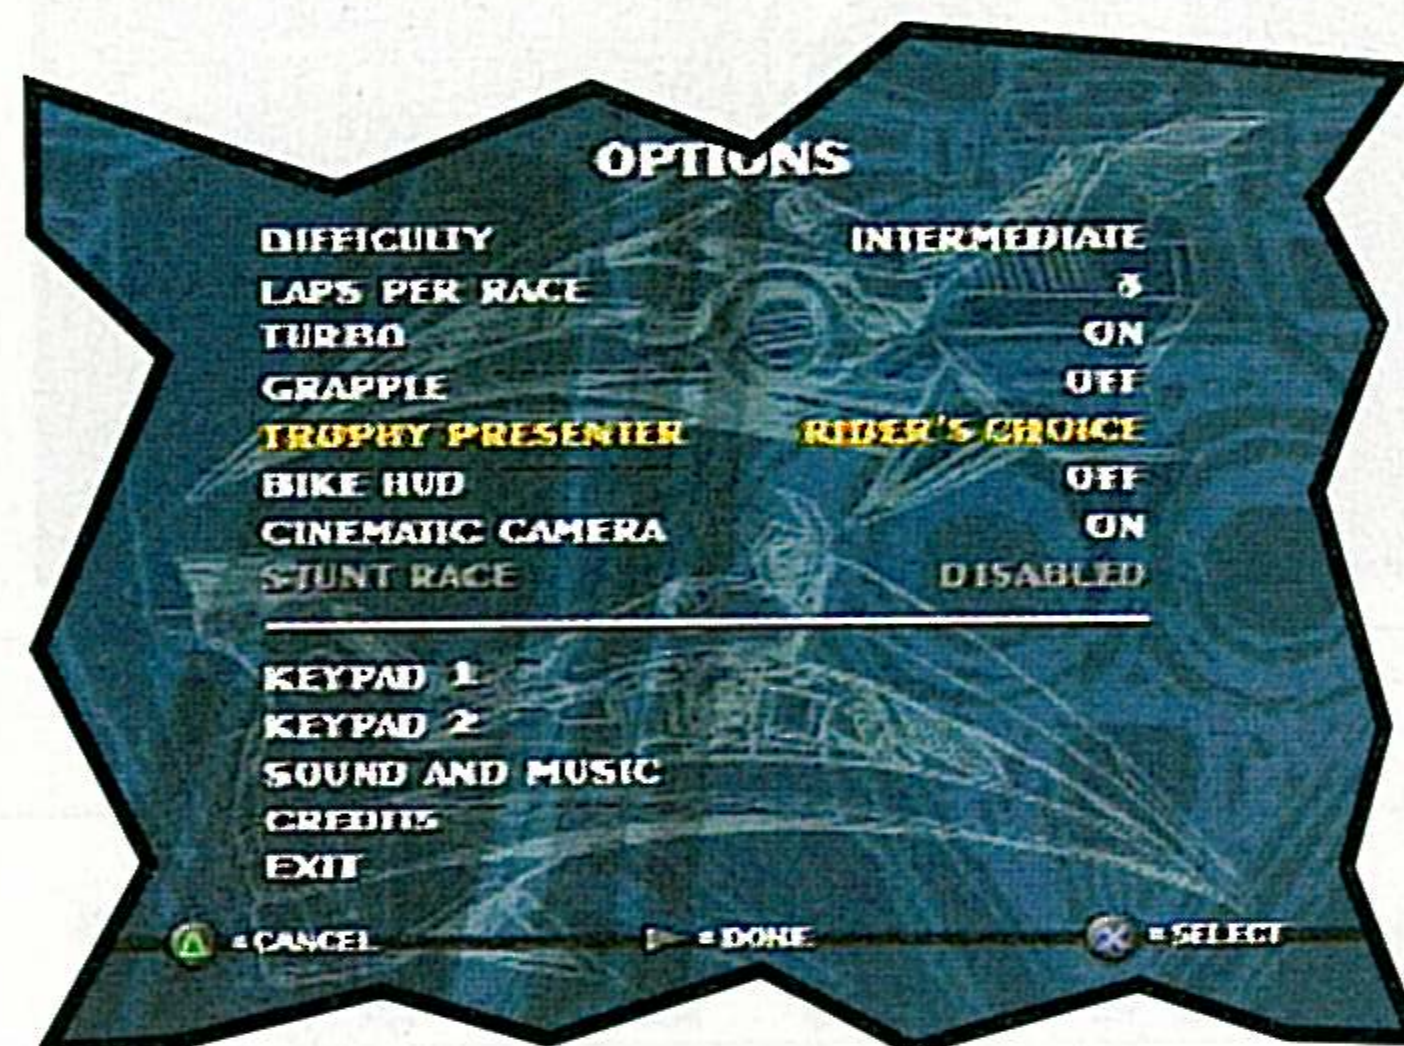 OPTIONS
DIFFICULTY INTERMEDIATE
LAPS PER RACE 3
TURBO ON
GRAPPLE OFF
TROPHY PRESENTER RIDER'S CHOICE
BIKE HUD OFF
CINEMATIC CAMERA ON
STUNT RACE DISABLED
KEYPAD 1
KEYPAD 2
SOUND AND MUSIC
CREDITS
EXIT
= CANCEL = DONE = SELECT